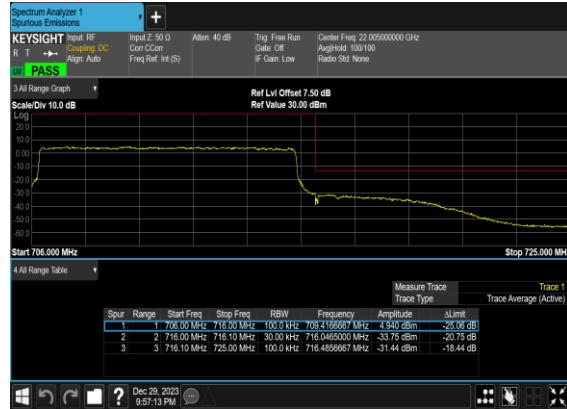 Spectrum Analyzer 1
Spurious Emissions
+
KEYSIGHT Input: RF Input Z: 50 Ω Atten: 40 dB Trig: Free Run Center Freq: 22.005000000 GHz
R T Coupling: DC Corr CCorr Gate: Off Avg|Hold: 100/100
Align: Auto Freq Ref: Int (S) IF Gain: Low Radio Std: None
PASS
3 All Range Graph
Ref Lvl Offset 7.50 dB
Scale/Div 10.0 dB Ref Value 30.00 dBm
Log
20.0
10.0
0.00
-10.0
-20.0
-30.0
-40.0
-50.0
-60.0
Start 706.000 MHz Stop 725.000 MH
4 All Range Table
Measure Trace Trace 1
Trace Type Trace Average (Active)
Spur Range Start Freq Stop Freq RBW Frequency Amplitude ΔLimit
1 1 706.00 MHz 716.00 MHz 100.0 kHz 709.4166667 MHz 4.940 dBm -25.06 dB
2 2 716.00 MHz 716.10 MHz 30.00 kHz 716.0465000 MHz -33.75 dBm -20.75 dB
3 3 716.10 MHz 725.00 MHz 100.0 kHz 716.4856667 MHz -31.44 dBm -18.44 dB
? Dec 29, 2023
9:57:13 PM